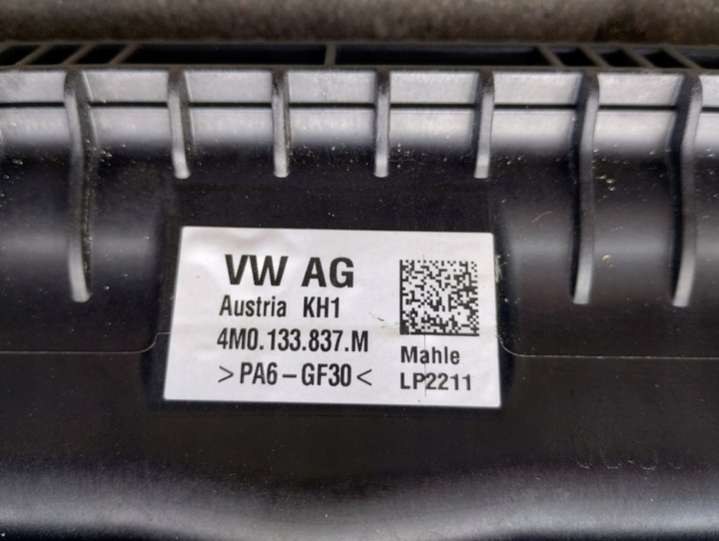 VW AG
Austria KH1
4M0.133.837.M
>PA6-GF30<
Mahle
LP2211